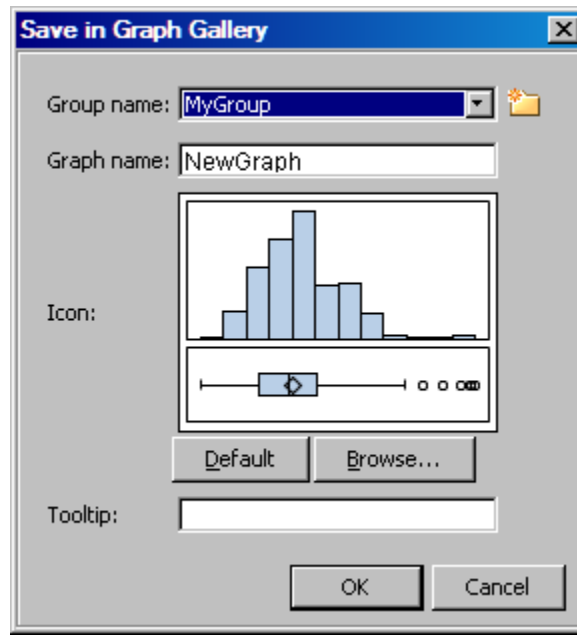 Save in Graph Gallery
Group name: MyGroup
Graph name: NewGraph
Icon:
Default Browse...
Tooltip:
OK Cancel